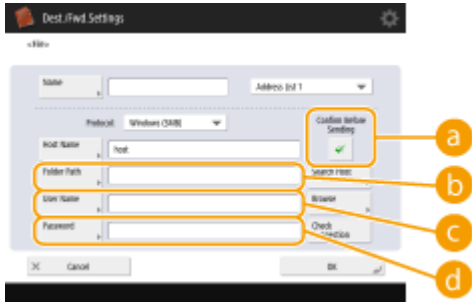 Dest./Fwd.Settings
<File>
Name
Address List 1
Protocol: Windows (SMB)
Confirm Before
Sending
Host Name
host
Folder Path
Search Host
User Name
Browse
Password
Check
Cancel
OK
a
b
c
d